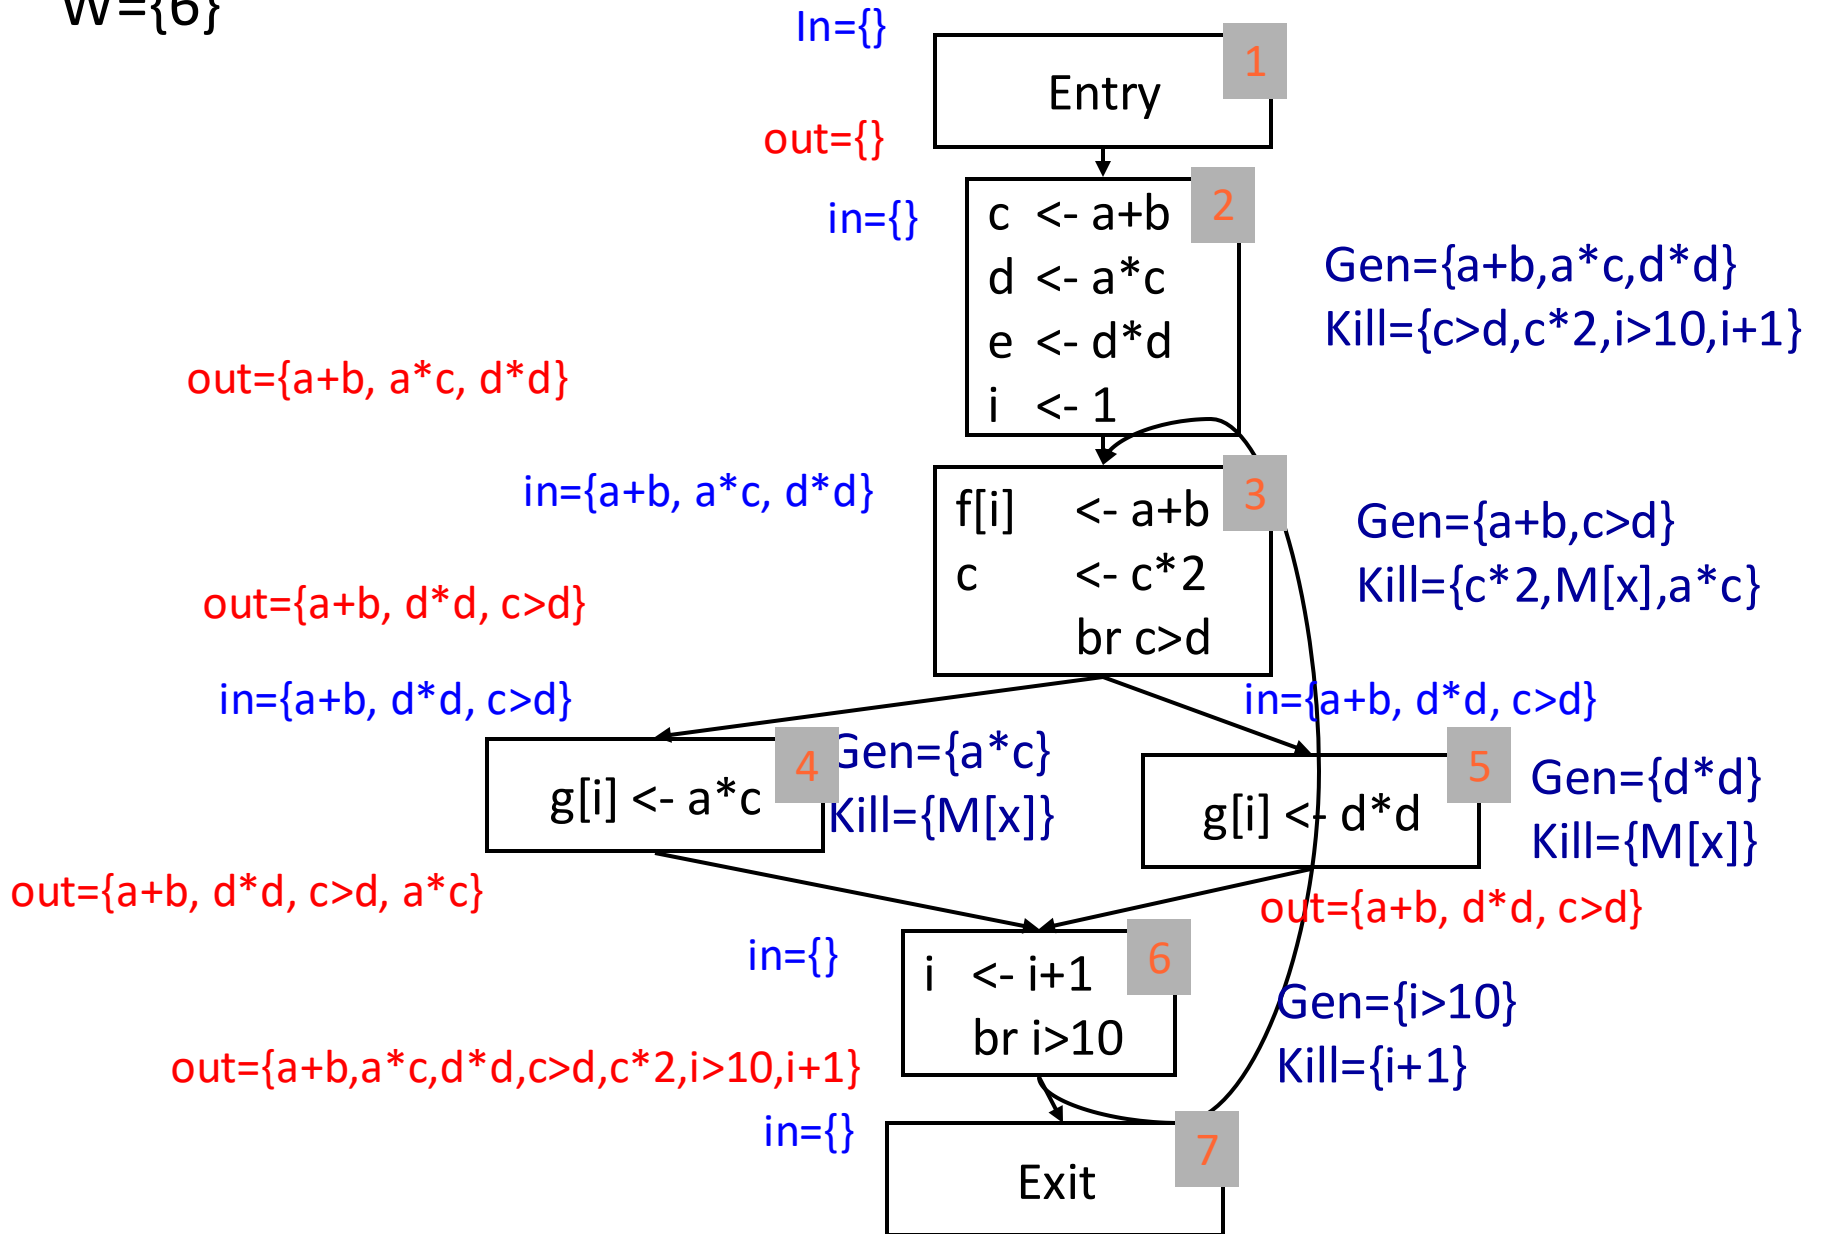 W={6}
In={}
1
Entry
out={}
in={}
2
c <- a+b
d <- a*c
e <- d*d
i <- 1
Gen={a+b,a*c,d*d}
Kill={c>d,c*2,i>10,i+1}
out={a+b, a*c, d*d}
in={a+b, a*c, d*d}
3
f[i] <- a+b
c <- c*2
br c>d
Gen={a+b,c>d}
Kill={c*2,M[x],a*c}
out={a+b, d*d, c>d}
in={a+b, d*d, c>d}
in={a+b, d*d, c>d}
4
g[i] <- a*c
Gen={a*c}
Kill={M[x]}
5
g[i] <- d*d
Gen={d*d}
Kill={M[x]}
out={a+b, d*d, c>d, a*c}
out={a+b, d*d, c>d}
in={}
6
i <- i+1
br i>10
Gen={i>10}
Kill={i+1}
out={a+b,a*c,d*d,c>d,c*2,i>10,i+1}
in={}
7
Exit